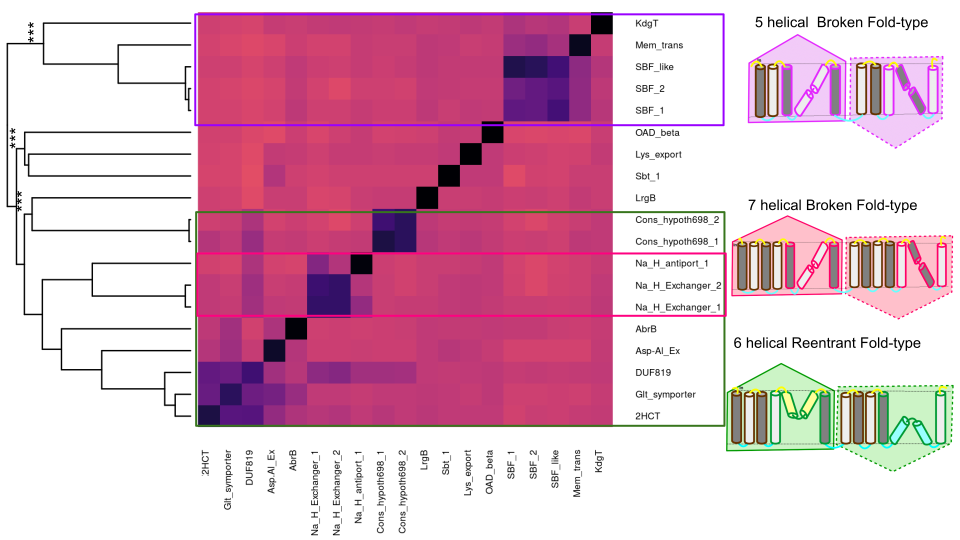 5 helical Broken Fold-type
***
KdgT
Mem_trans
SBF_like
SBF_2
SBF_1
***
OAD_beta
Lys_export
Sbt_1
***
LrgB
7 helical Broken Fold-type
Cons_hypoth698_2
Cons_hypoth698_1
Na_H_antiport_1
Na_H_Exchanger_2
Na_H_Exchanger_1
AbrB
6 helical Reentrant Fold-type
Asp-Al_Ex
DUF819
Glt_symporter
2HCT
2HCT
Glt_symporter
DUF819
Asp.Al_Ex
AbrB
Na_H_Exchanger_1
Na_H_Exchanger_2
Na_H_antiport_1
Cons_hypoth698_1
Cons_hypoth698_2
LrgB
Sbt_1
Lys_export
OAD_beta
SBF_1
SBF_2
SBF_like
Mem_trans
KdgT